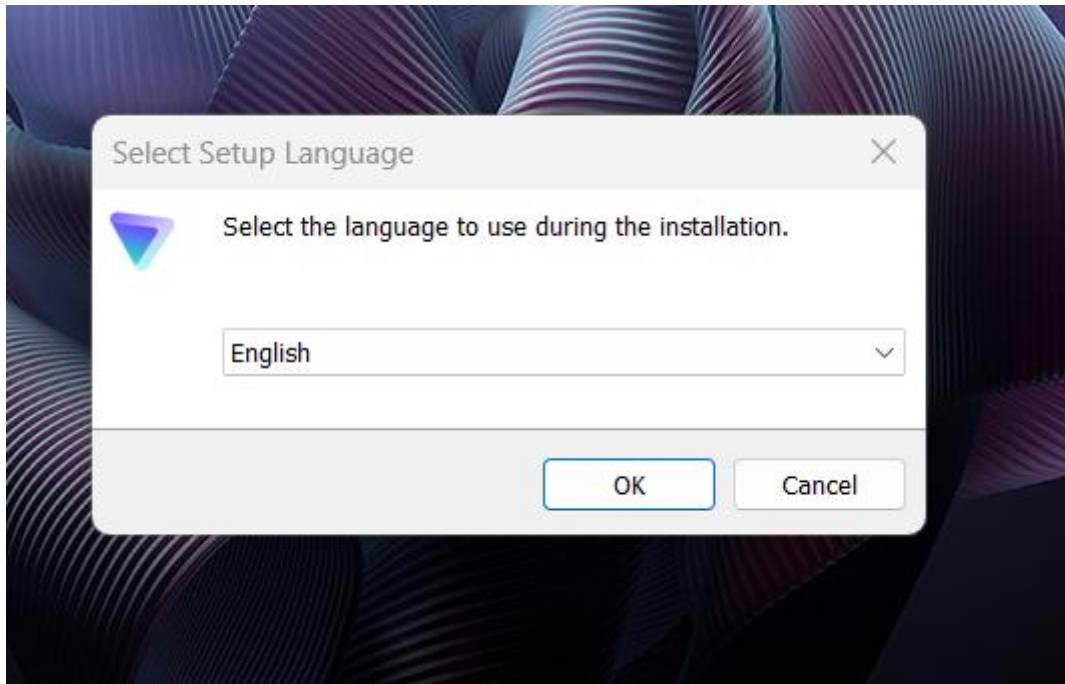 Select Setup Language
Select the language to use during the installation.
English
OK
Cancel